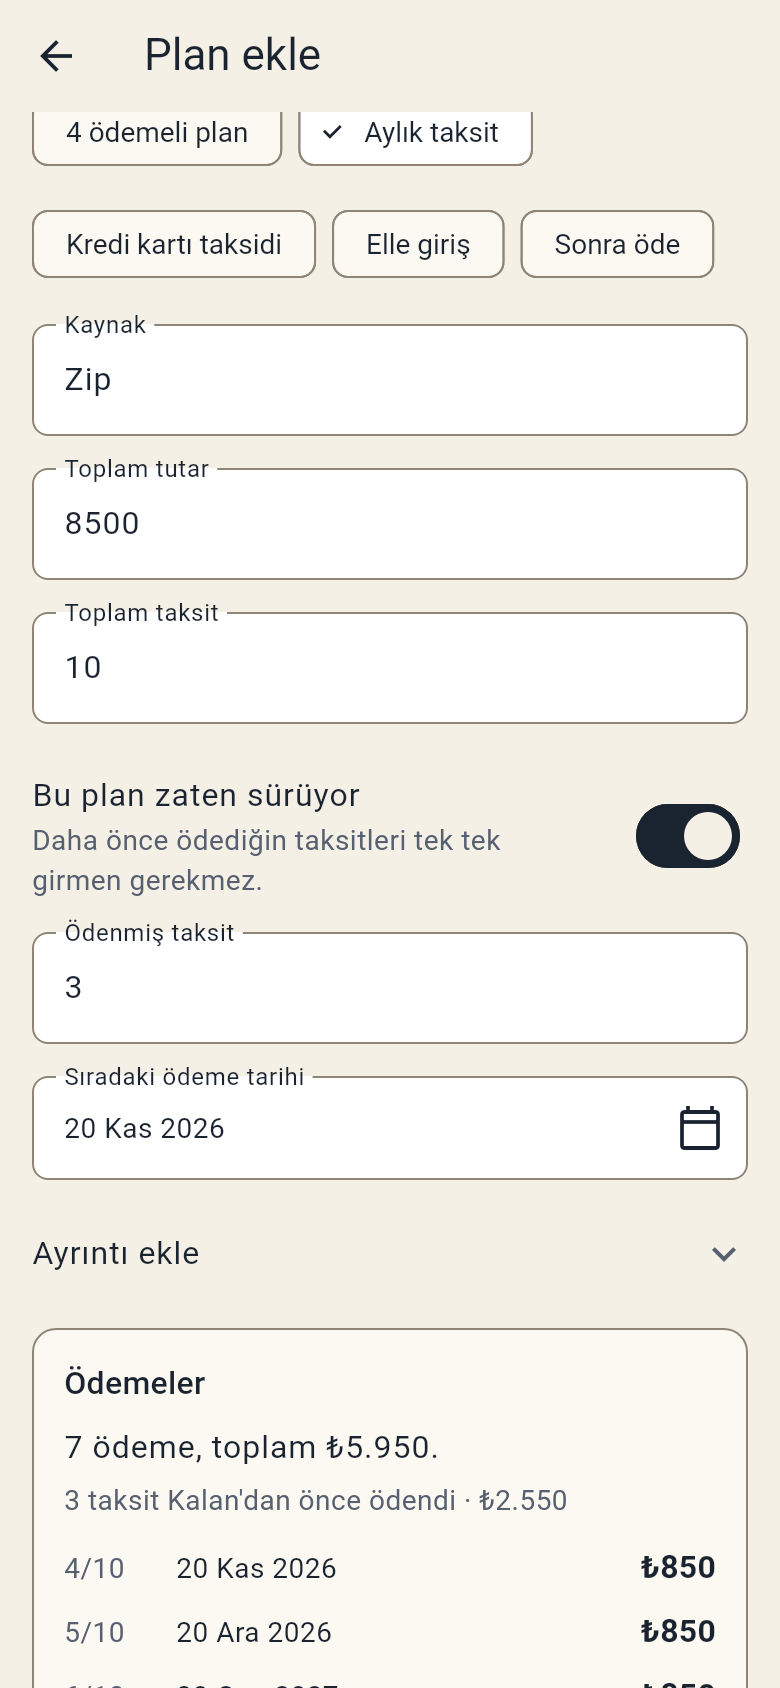 Plan ekle
4 ödemeli plan
Aylık taksit
Kredi kartı taksidi
Elle giriş
Sonra öde
Kaynak
Zip
Toplam tutar
8500
Toplam taksit
10
Bu plan zaten sürüyor
Daha önce ödediğin taksitleri tek tek
girmen gerekmez.
Ödenmiş taksit
3
Sıradaki ödeme tarihi
20 Kas 2026
Ayrıntı ekle
Ödemeler
7 ödeme, toplam ₺5.950.
3 taksit Kalan'dan önce ödendi · ₺2.550
4/10 20 Kas 2026 ₺850
5/10 20 Ara 2026 ₺850